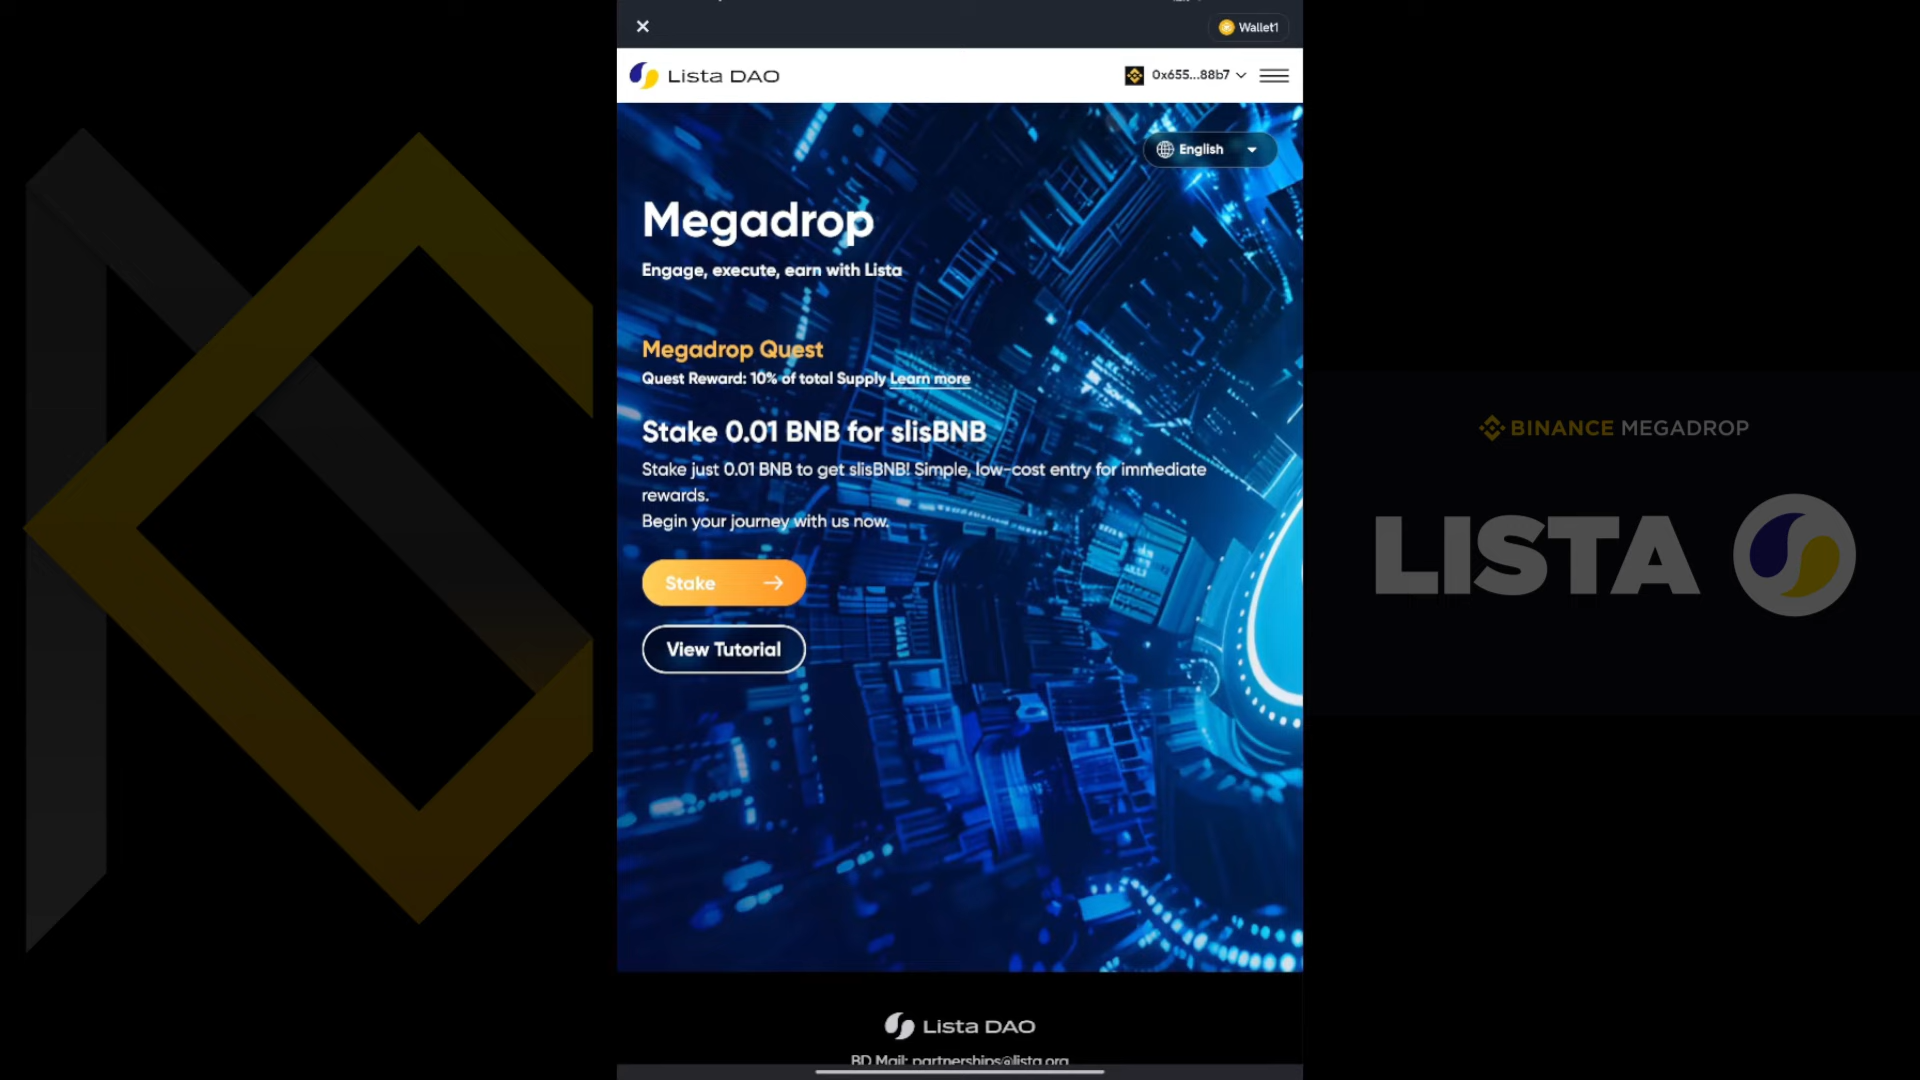 Wallet1
Lista DAO
0x655...88b7
English
Megadrop
Engage, execute, earn with Lista
Megadrop Quest
Quest Reward: 10% of total Supply Learn more
Stake 0.01 BNB for slisBNB
Stake just 0.01 BNB to get slisBNB! Simple, low-cost entry for immediate
rewards.
Begin your journey with us now.
Stake
View Tutorial
Lista DAO
BD Mail: partnerships@lista.org
BINANCE MEGADROP
LISTA